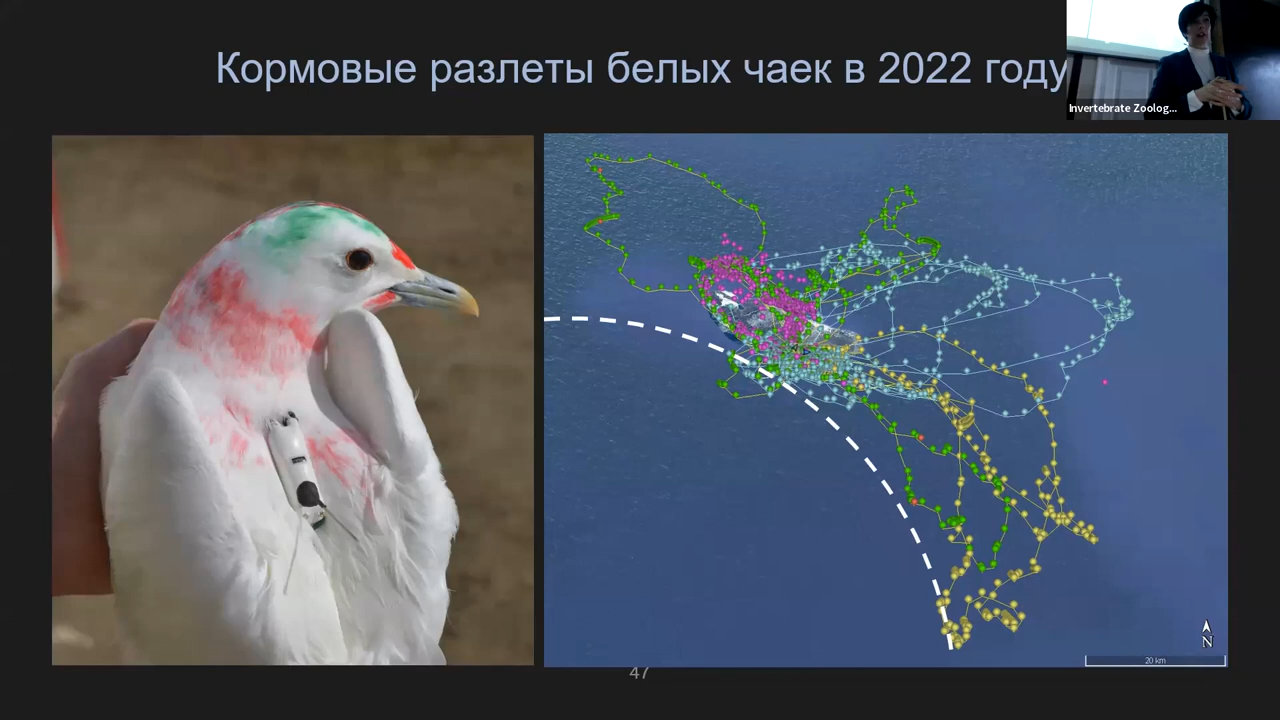 Кормовые разлеты белых чаек в 2022 году
Invertebrate Zoolog...
N
20 km
47